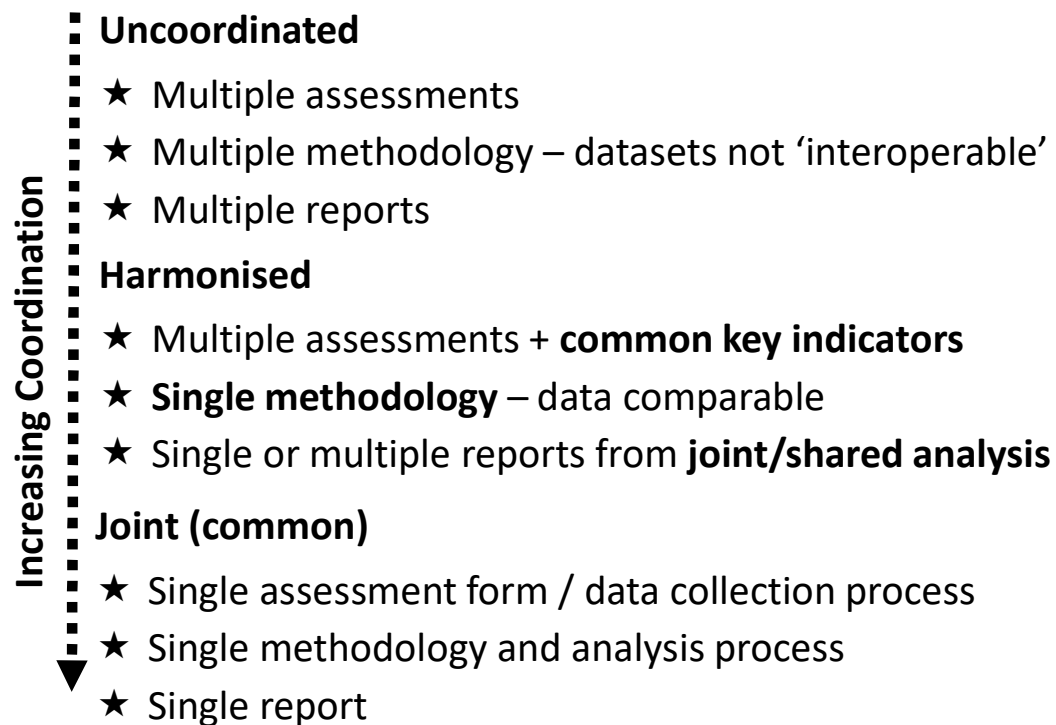 Increasing Coordination
Uncoordinated
★ Multiple assessments
★ Multiple methodology – datasets not ‘interoperable’
★ Multiple reports
Harmonised
★ Multiple assessments + common key indicators
★ Single methodology – data comparable
★ Single or multiple reports from joint/shared analysis
Joint (common)
★ Single assessment form / data collection process
★ Single methodology and analysis process
★ Single report